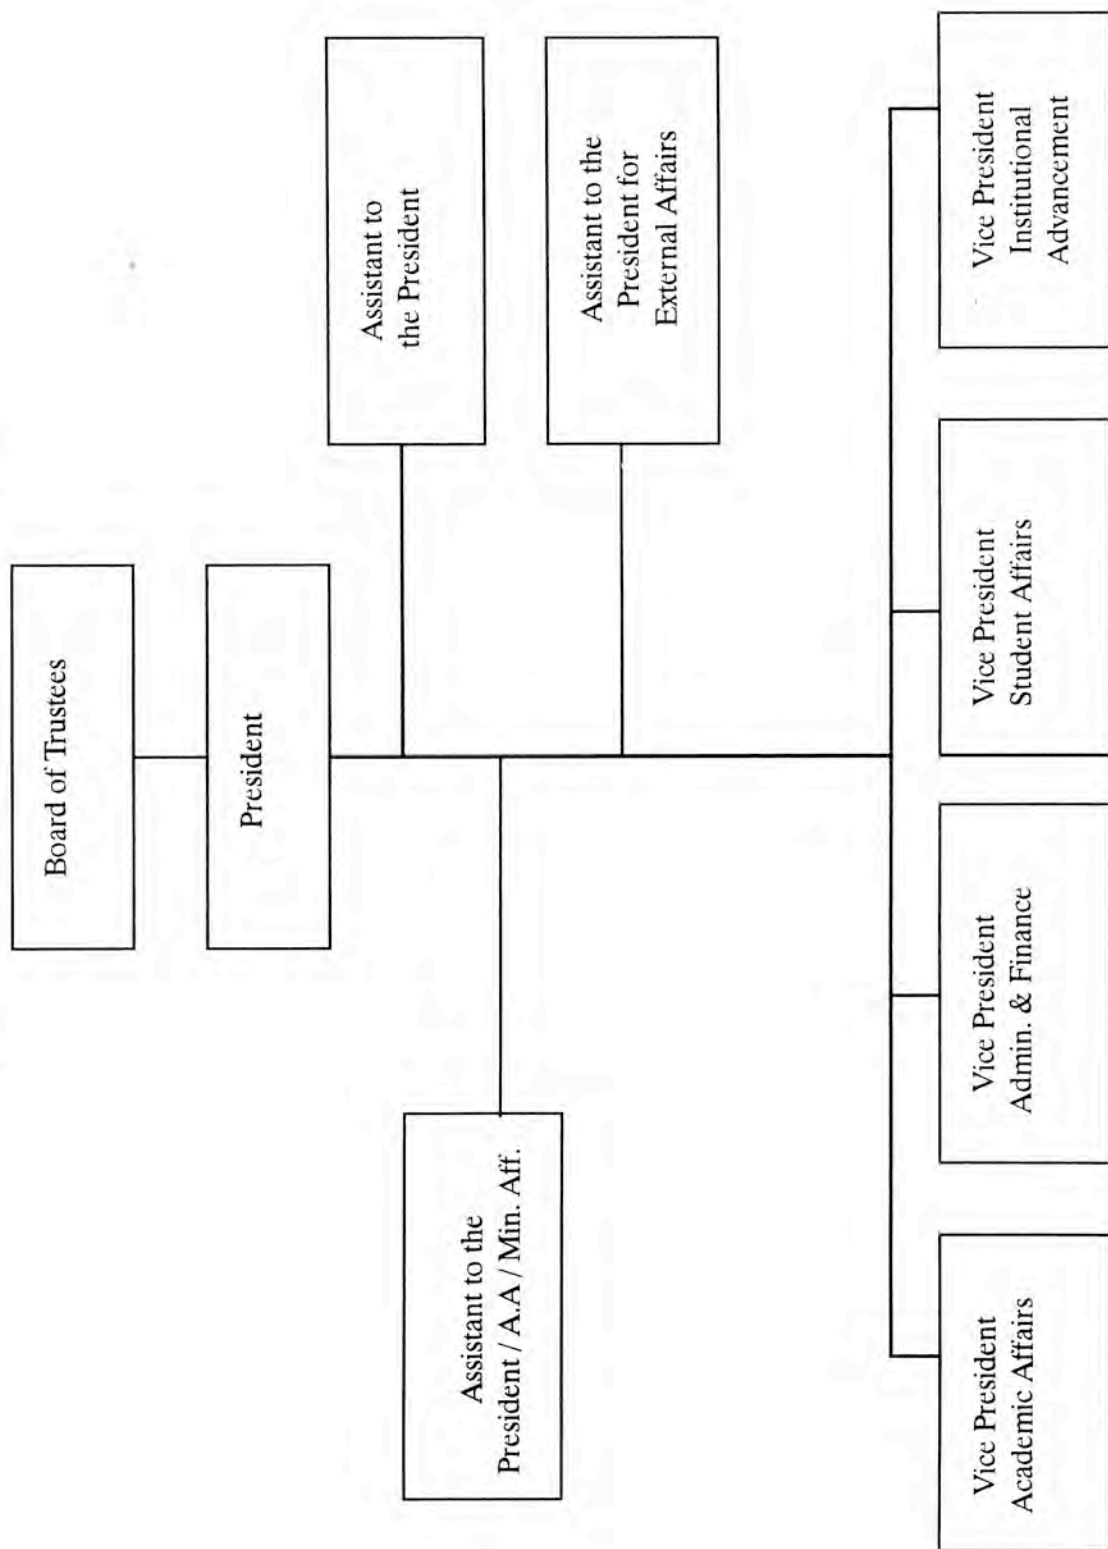 Board of Trustees
President
Assistant to
the President
Assistant to the
President / A.A / Min. Aff.
Assistant to the
President for
External Affairs
Vice President
Academic Affairs
Vice President
Admin. & Finance
Vice President
Student Affairs
Vice President
Institutional
Advancement